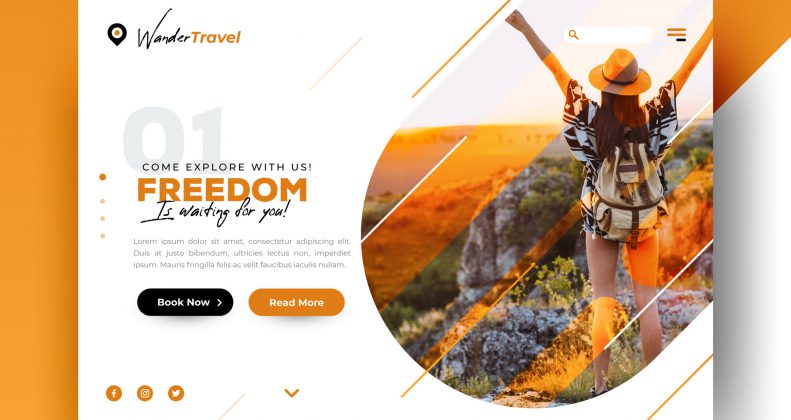 Wander Travel
01
COME EXPLORE WITH US!
FREEDOM
Is waiting for you!
Lorem ipsum dolor sit amet, consectetur adipiscing elit.
Duis at justo bibendum, ultricies lectus non, imperdiet
ipsum. Mauris fringilla felis ac velit faucibus iaculis nullam.
Book Now
Read More